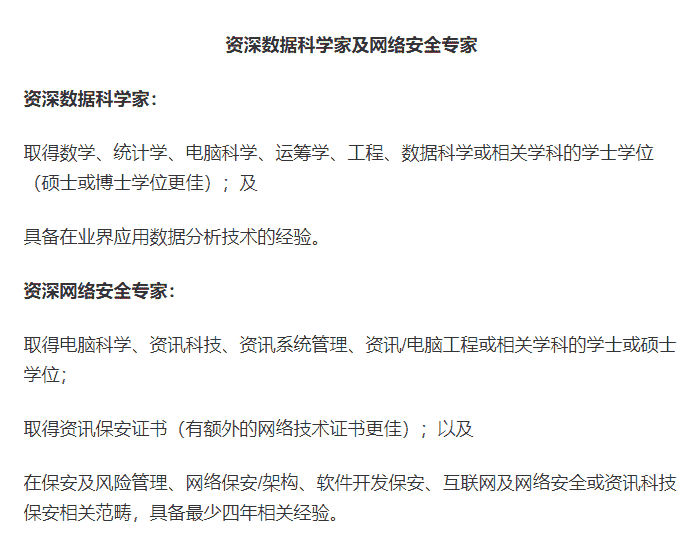 资深数据科学家及网络安全专家
资深数据科学家：
取得数学、统计学、电脑科学、运筹学、工程、数据科学或相关学科的学士学位
（硕士或博士学位更佳）；及
具备在业界应用数据分析技术的经验。
资深网络安全专家：
取得电脑科学、资讯科技、资讯系统管理、资讯/电脑工程或相关学科的学士或硕士
学位；
取得资讯保安证书（有额外的网络技术证书更佳）；以及
在保安及风险管理、网络保安/架构、软件开发保安、互联网及网络安全或资讯科技
保安相关范畴，具备最少四年相关经验。